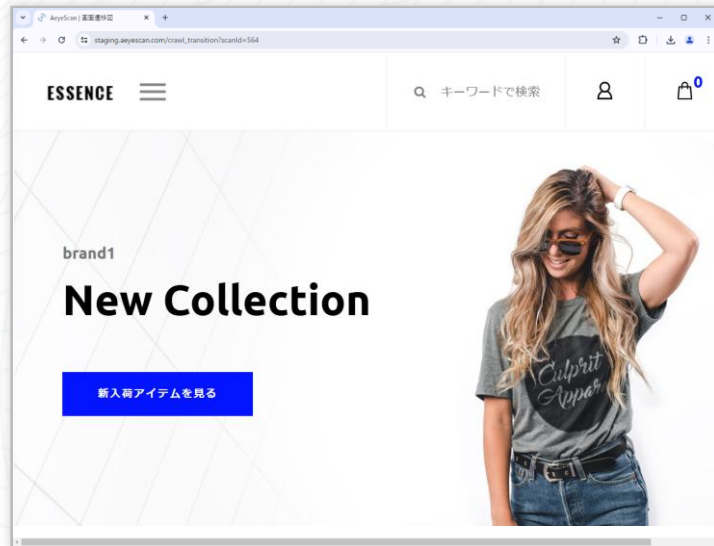 AeyeScan | 画面遷移図
staging.aeyescan.com/crawl_transition?scanId=564
ESSENCE
キーワードで検索
0
brand1
New Collection
新入荷アイテムを見る
Culprit
Appar